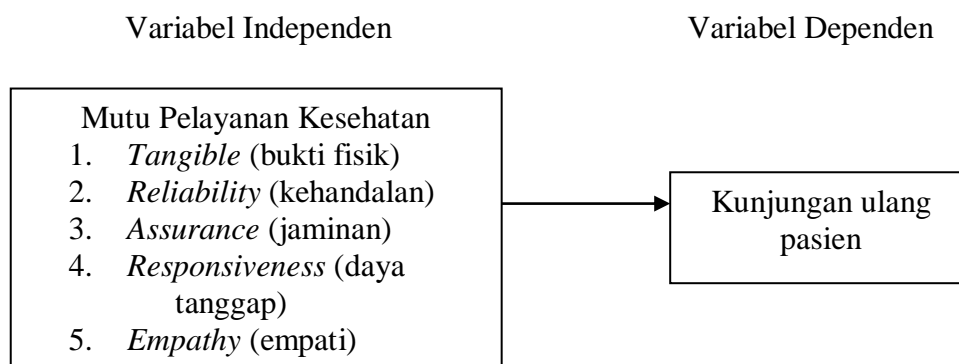 Variabel Independen
Variabel Dependen
Mutu Pelayanan Kesehatan
1. Tangible (bukti fisik)
2. Reliability (kehandalan)
3. Assurance (jaminan)
4. Responsiveness (daya
tanggap)
5. Empathy (empati)
Kunjungan ulang
pasien